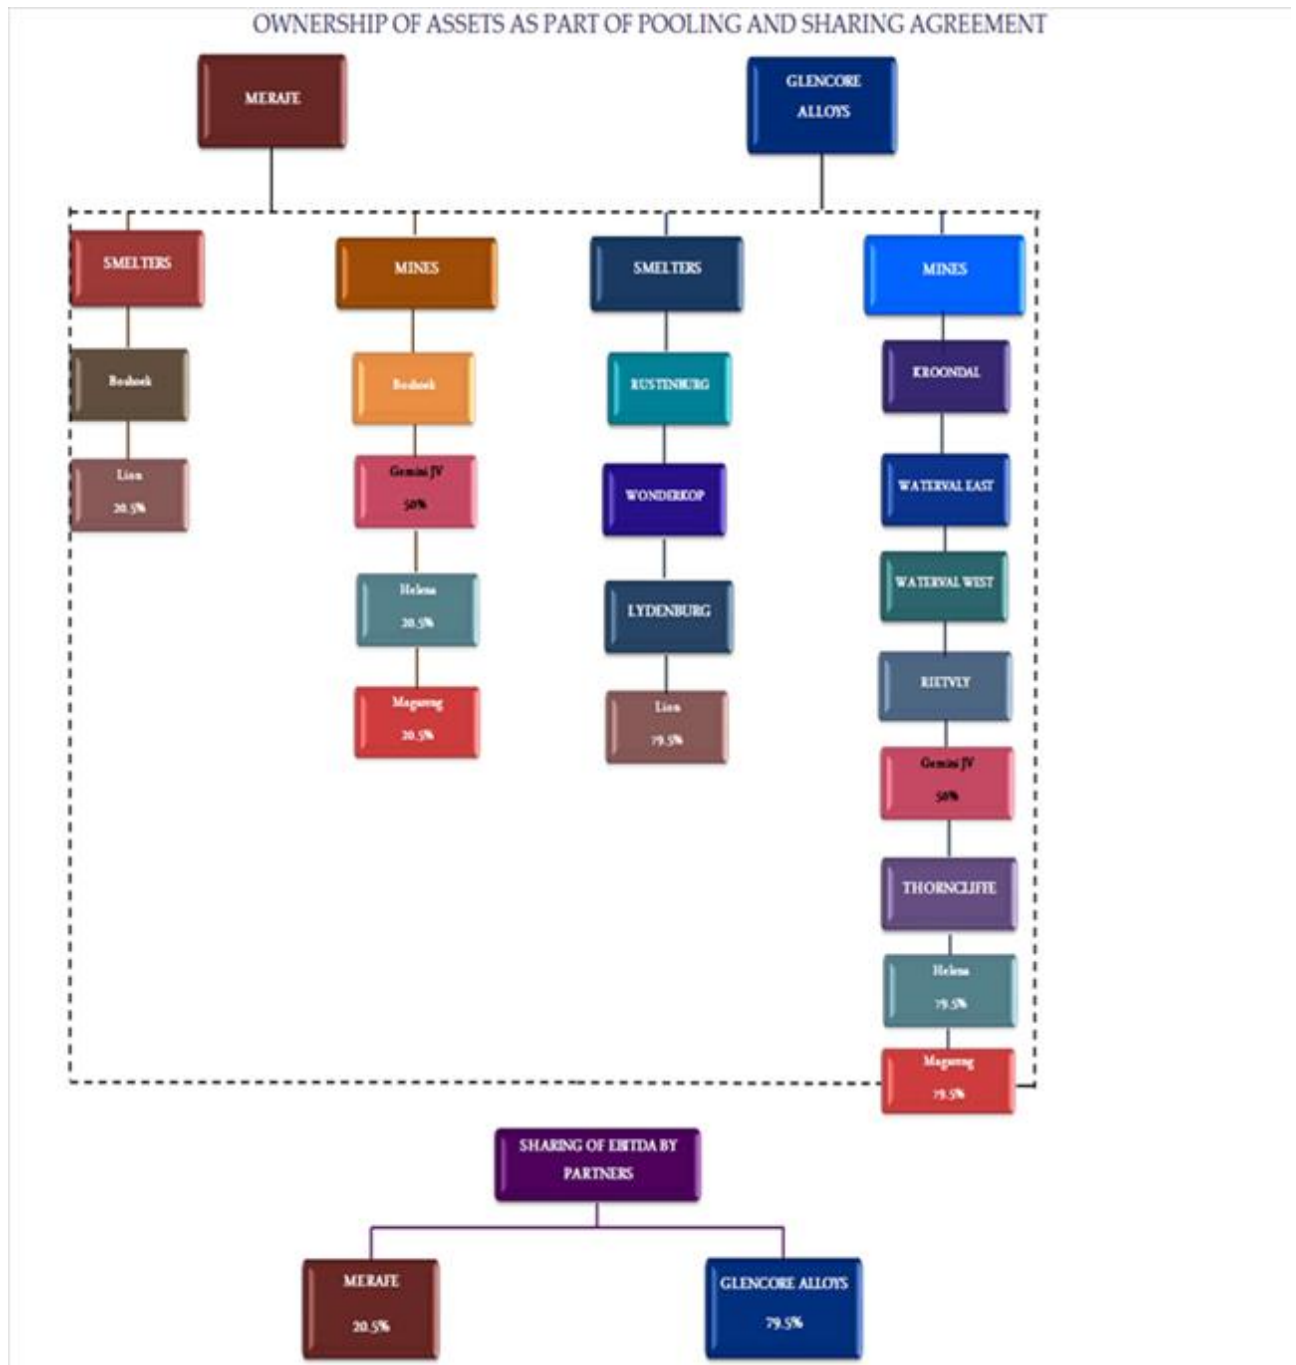 OWNERSHIP OF ASSETS AS PART OF POOLING AND SHARING AGREEMENT
MERAFE
GLENCORE
ALLOYS
SMELTERS
Boshoek
Lion
20.5%
MINES
Boshoek
Gemini JV
50%
Helena
20.5%
Magareng
20.5%
SMELTERS
RUSTENBURG
WONDERKOP
LYDENBURG
Lion
79.5%
MINES
KROONDAL
WATERVAL EAST
WATERVAL WEST
RIETVLY
Gemini JV
50%
THORNCLIFFE
Helena
79.5%
Magareng
79.5%
SHARING OF EBITDA BY
PARTNERS
MERAFE
20.5%
GLENCORE ALLOYS
79.5%